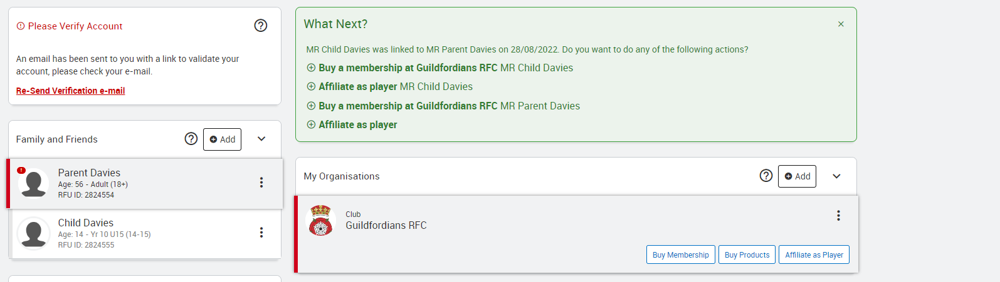 Please Verify Account
An email has been sent to you with a link to validate your
account, please check your e-mail.
Re-Send Verification e-mail
Family and Friends
Add
Parent Davies
Age: 56 - Adult (18+)
RFU ID: 2824554
Child Davies
Age: 14 - Yr 10 U15 (14-15)
RFU ID: 2824555
What Next?
MR Child Davies was linked to MR Parent Davies on 28/08/2022. Do you want to do any of the following actions?
Buy a membership at Guildfordians RFC MR Child Davies
Affiliate as player MR Child Davies
Buy a membership at Guildfordians RFC MR Parent Davies
Affiliate as player
My Organisations
Add
Club
Guildfordians RFC
Buy Membership
Buy Products
Affiliate as Player